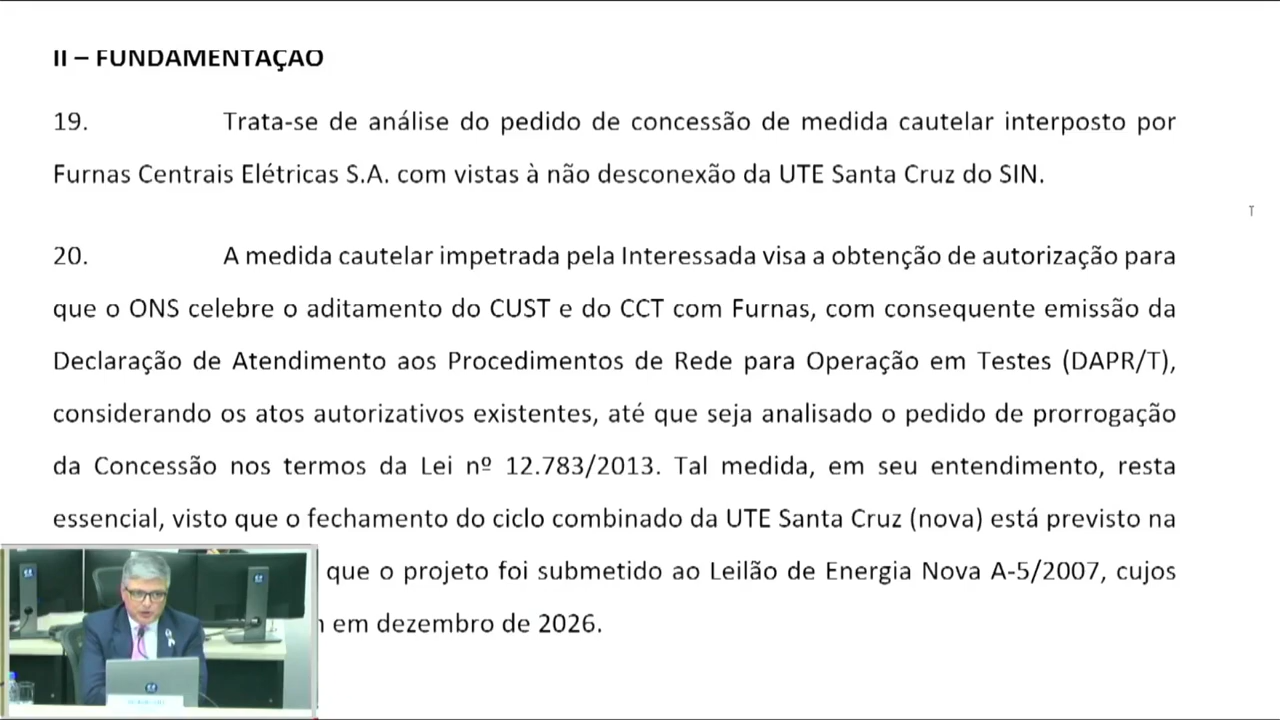 II – FUNDAMENTAÇÃO
19. Trata-se de análise do pedido de concessão de medida cautelar interposto por
Furnas Centrais Elétricas S.A. com vistas à não desconexão da UTE Santa Cruz do SIN.
T
20. A medida cautelar impetrada pela Interessada visa a obtenção de autorização para
que o ONS celebre o aditamento do CUST e do CCT com Furnas, com consequente emissão da
Declaração de Atendimento aos Procedimentos de Rede para Operação em Testes (DAPR/T),
considerando os atos autorizativos existentes, até que seja analisado o pedido de prorrogação
da Concessão nos termos da Lei nº 12.783/2013. Tal medida, em seu entendimento, resta
essencial, visto que o fechamento do ciclo combinado da UTE Santa Cruz (nova) está previsto na
que o projeto foi submetido ao Leilão de Energia Nova A-5/2007, cujos
em dezembro de 2026.